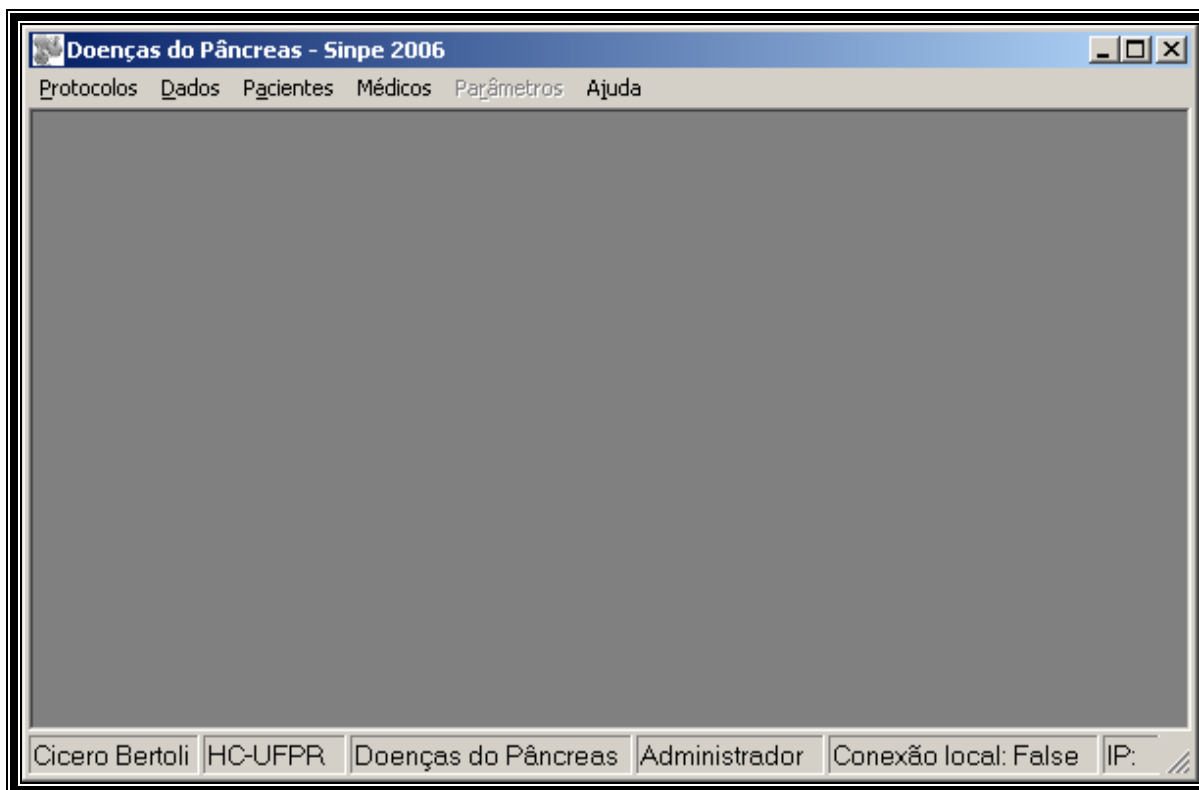 Doenças do Pâncreas - Sinpe 2006
Protocolos Dados Pacientes Médicos Parâmetros Ajuda
Cicero Bertoli HC-UFPR Doenças do Pâncreas Administrador Conexão local: False IP: